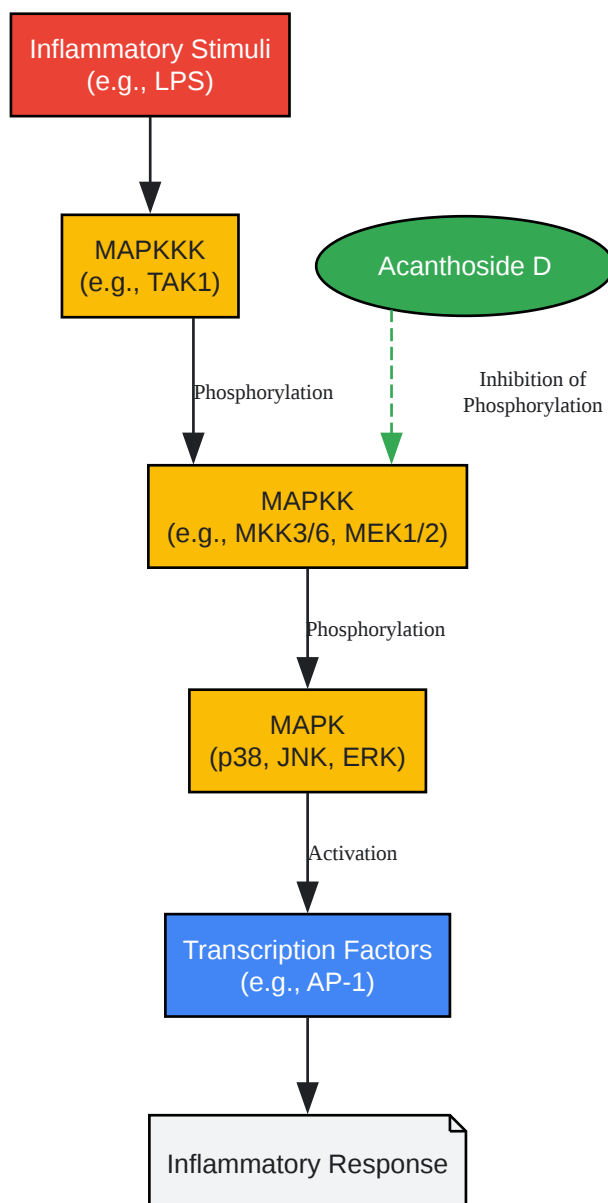 Inflammatory Stimuli
(e.g., LPS)
MAPKKK
(e.g., TAK1)
Acanthoside D
Phosphorylation
Inhibition of
Phosphorylation
MAPKK
(e.g., MKK3/6, MEK1/2)
Phosphorylation
MAPK
(p38, JNK, ERK)
Activation
Transcription Factors
(e.g., AP-1)
Inflammatory Response